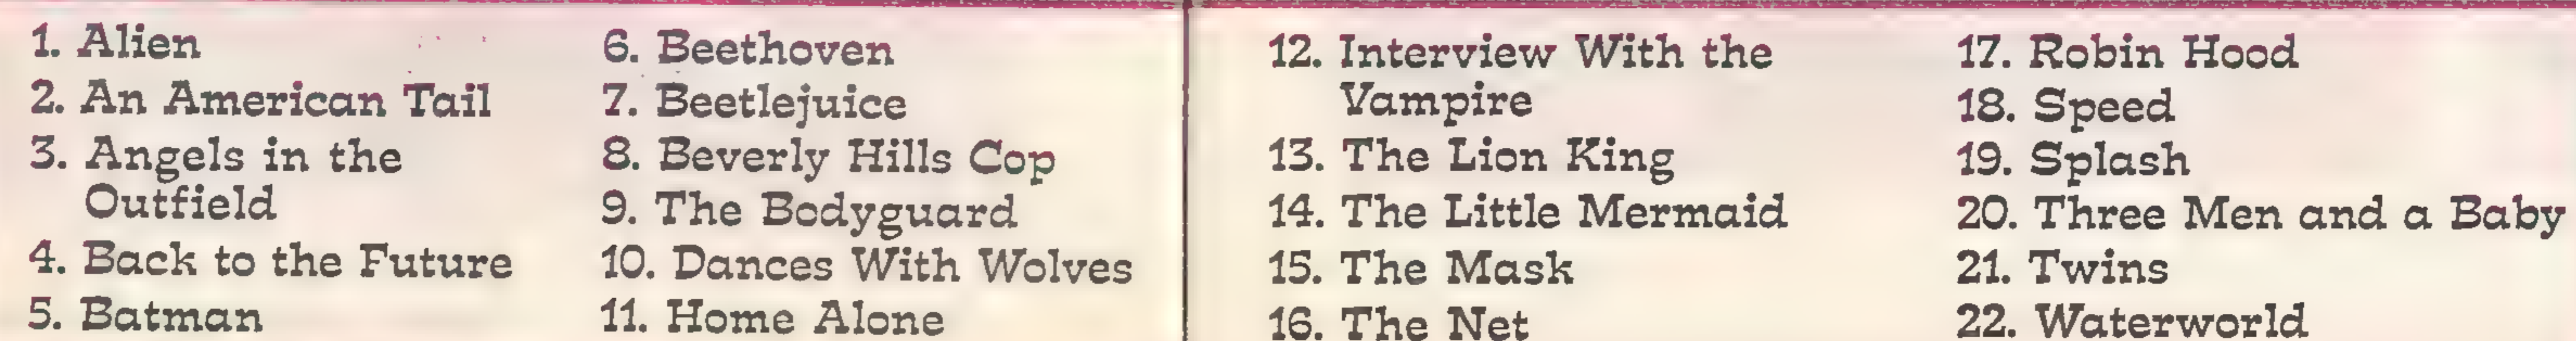 1. Alien
2. An American Tail
3. Angels in the
Outfield
4. Back to the Future
5. Batman
6. Beethoven
7. Beetlejuice
8. Beverly Hills Cop
9. The Bodyguard
10. Dances With Wolves
11. Home Alone
12. Interview With the
Vampire
13. The Lion King
14. The Little Mermaid
15. The Mask
16. The Net
17. Robin Hood
18. Speed
19. Splash
20. Three Men and a Baby
21. Twins
22. Waterworld